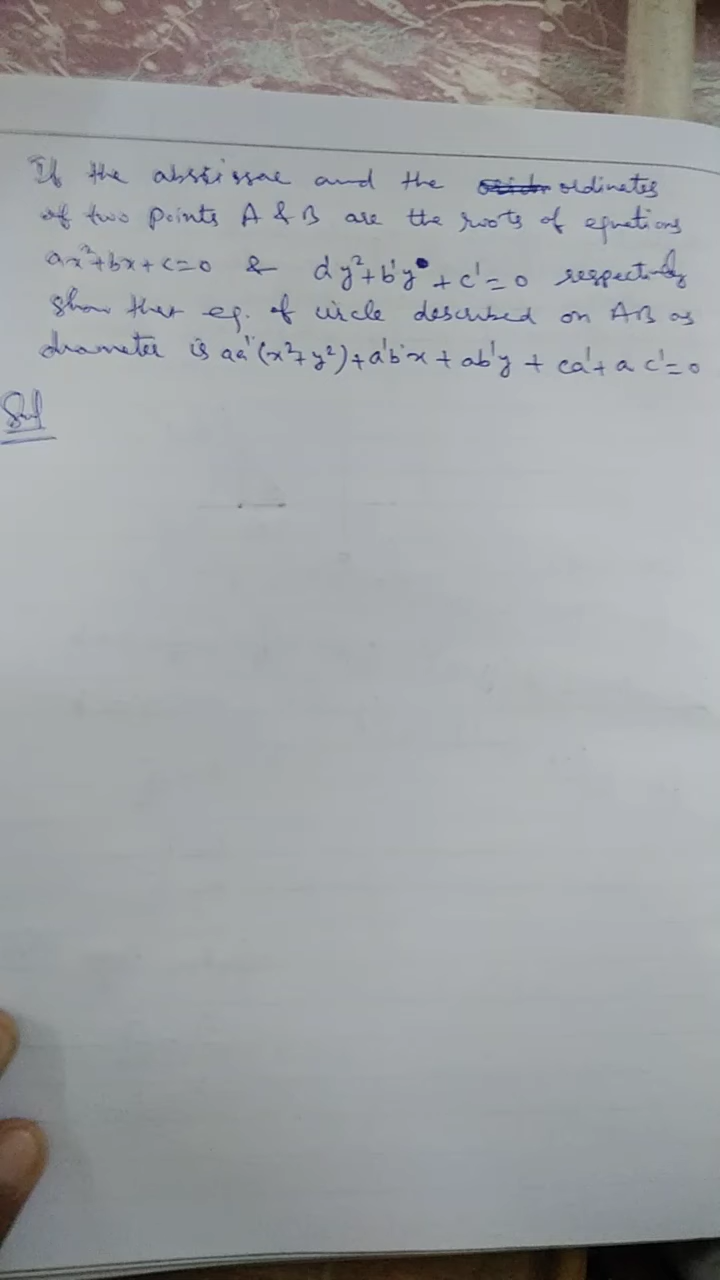 If the absscissae and the ordinates
of two points A & B are the roots of equations
ax²+bx+c=0 & a'y²+b'y+c'=0 respectively
show that eq. of circle described on AB as
diameter is aa'(x²+y²)+a'bx+ab'y+ca'+ac'=0
Sol